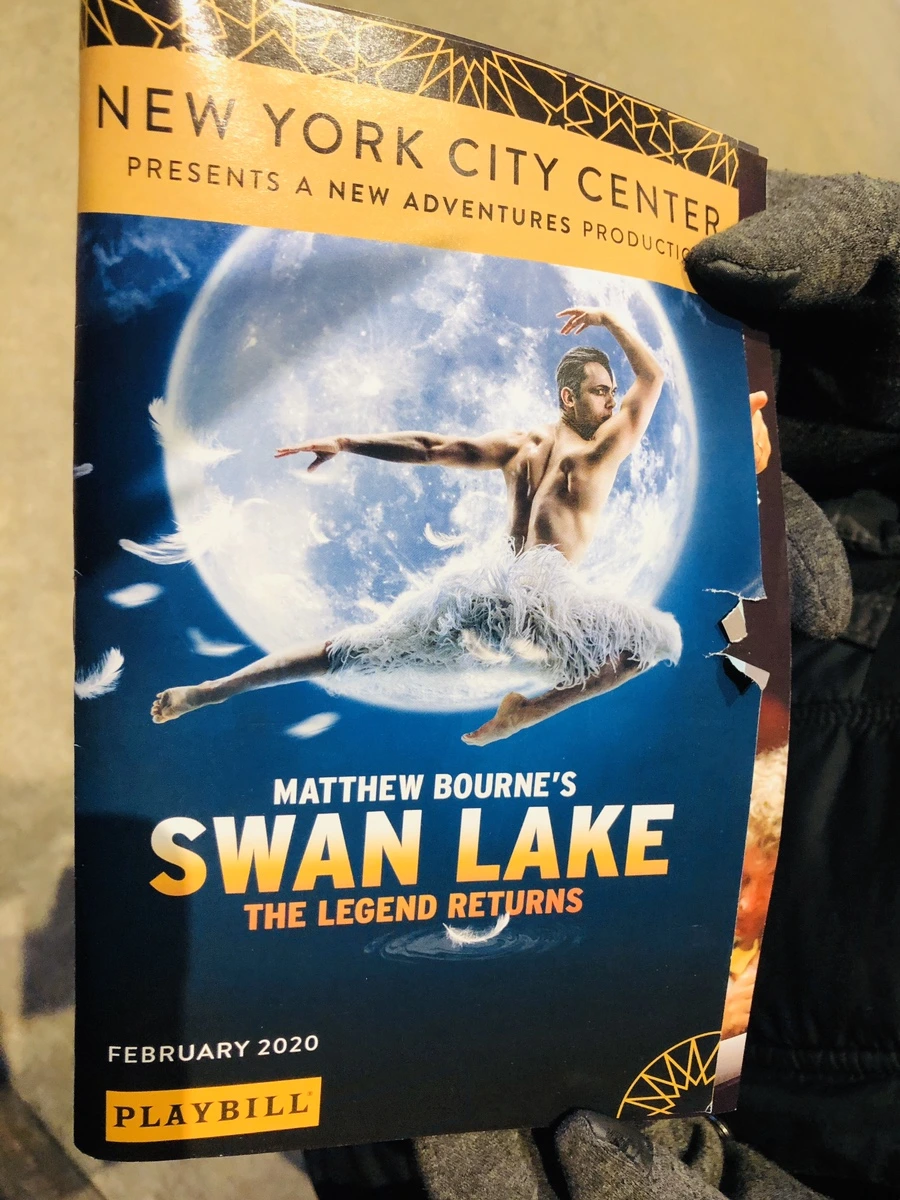 NEW YORK CITY CENTER
PRESENTS A NEW ADVENTURES PRODUCTIO
MATTHEW BOURNE'S
SWAN LAKE
THE LEGEND RETURNS
FEBRUARY 2020
PLAYBILL